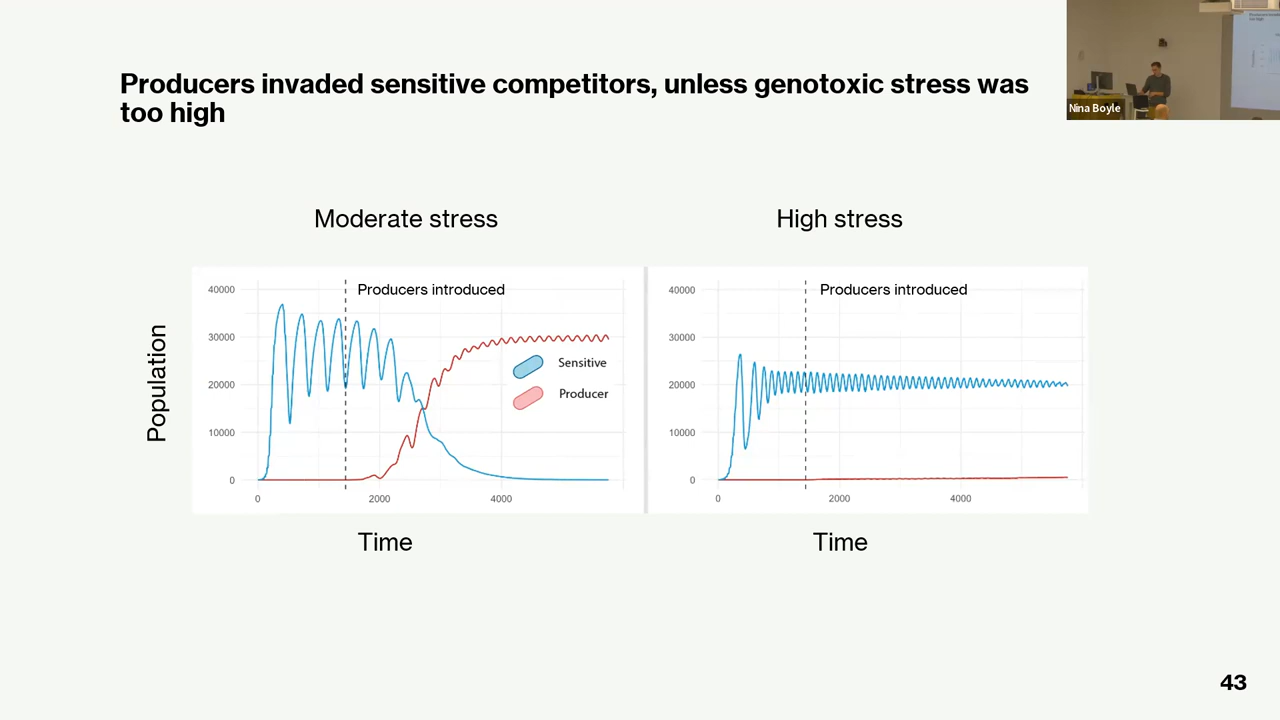 Producers invaded sensitive competitors, unless genotoxic stress was
too high
Nina Boyle
Moderate stress
High stress
Population
40000
30000
20000
10000
0
0
2000
4000
Producers introduced
Sensitive
Producer
Time
40000
30000
20000
10000
0
0
2000
4000
Producers introduced
Time
43